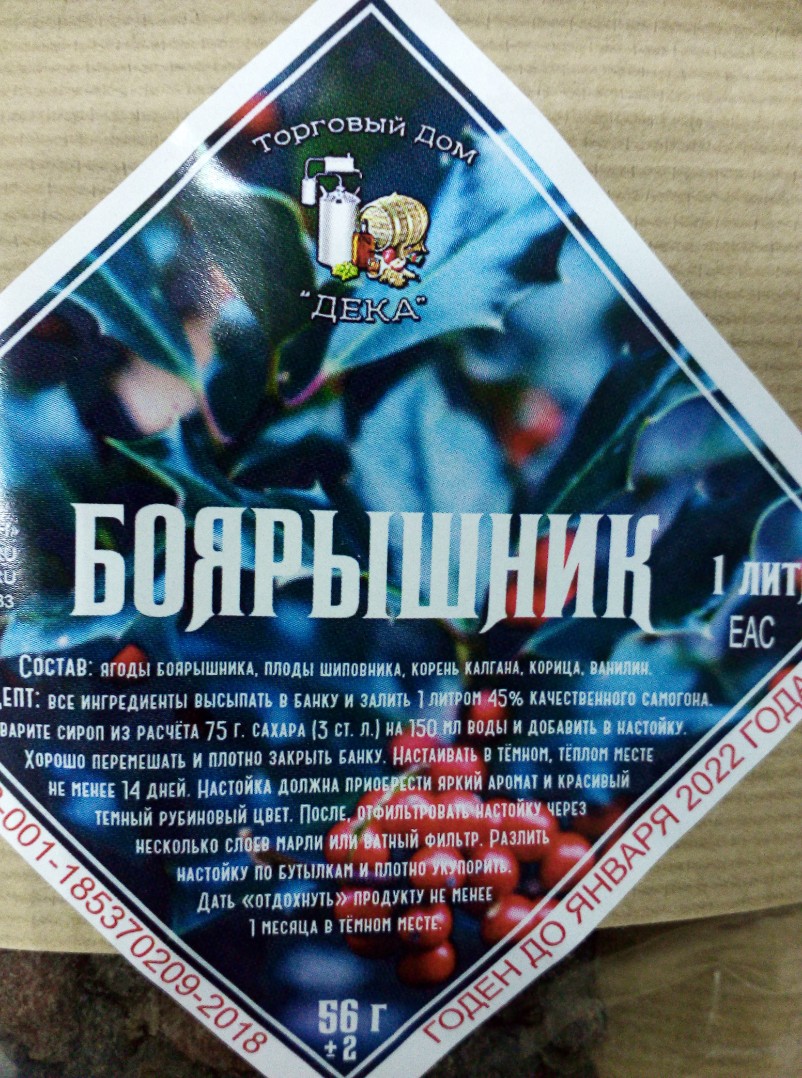 Торговый Дом
"ДЕКА"
БОЯРЫШНИК
1 ЛИТ
EAC
Состав: ягоды боярышника, плоды шиповника, корень калгана, корица, ванилин.
ЕПТ: все ингредиенты высыпать в банку и залить 1 литром 45% качественного самогона.
варите сироп из расчёта 75 г. сахара (3 ст. л.) на 150 мл воды и добавить в настойку.
Хорошо перемешать и плотно закрыть банку. Настаивать в тёмном, тёплом месте
не менее 14 дней. Настойка должна приобрести яркий аромат и красивый
темный рубиновый цвет. После, отфильтровать настойку через
несколько слоев марли или ватный фильтр. Разлить
настойку по бутылкам и плотно укупорить.
Дать «отдохнуть» продукту не менее
1 месяца в тёмном месте.
-001-185370209-2018
ГОДЕН ДО ЯНВАРЯ 2022 ГОДА
56 г
±2